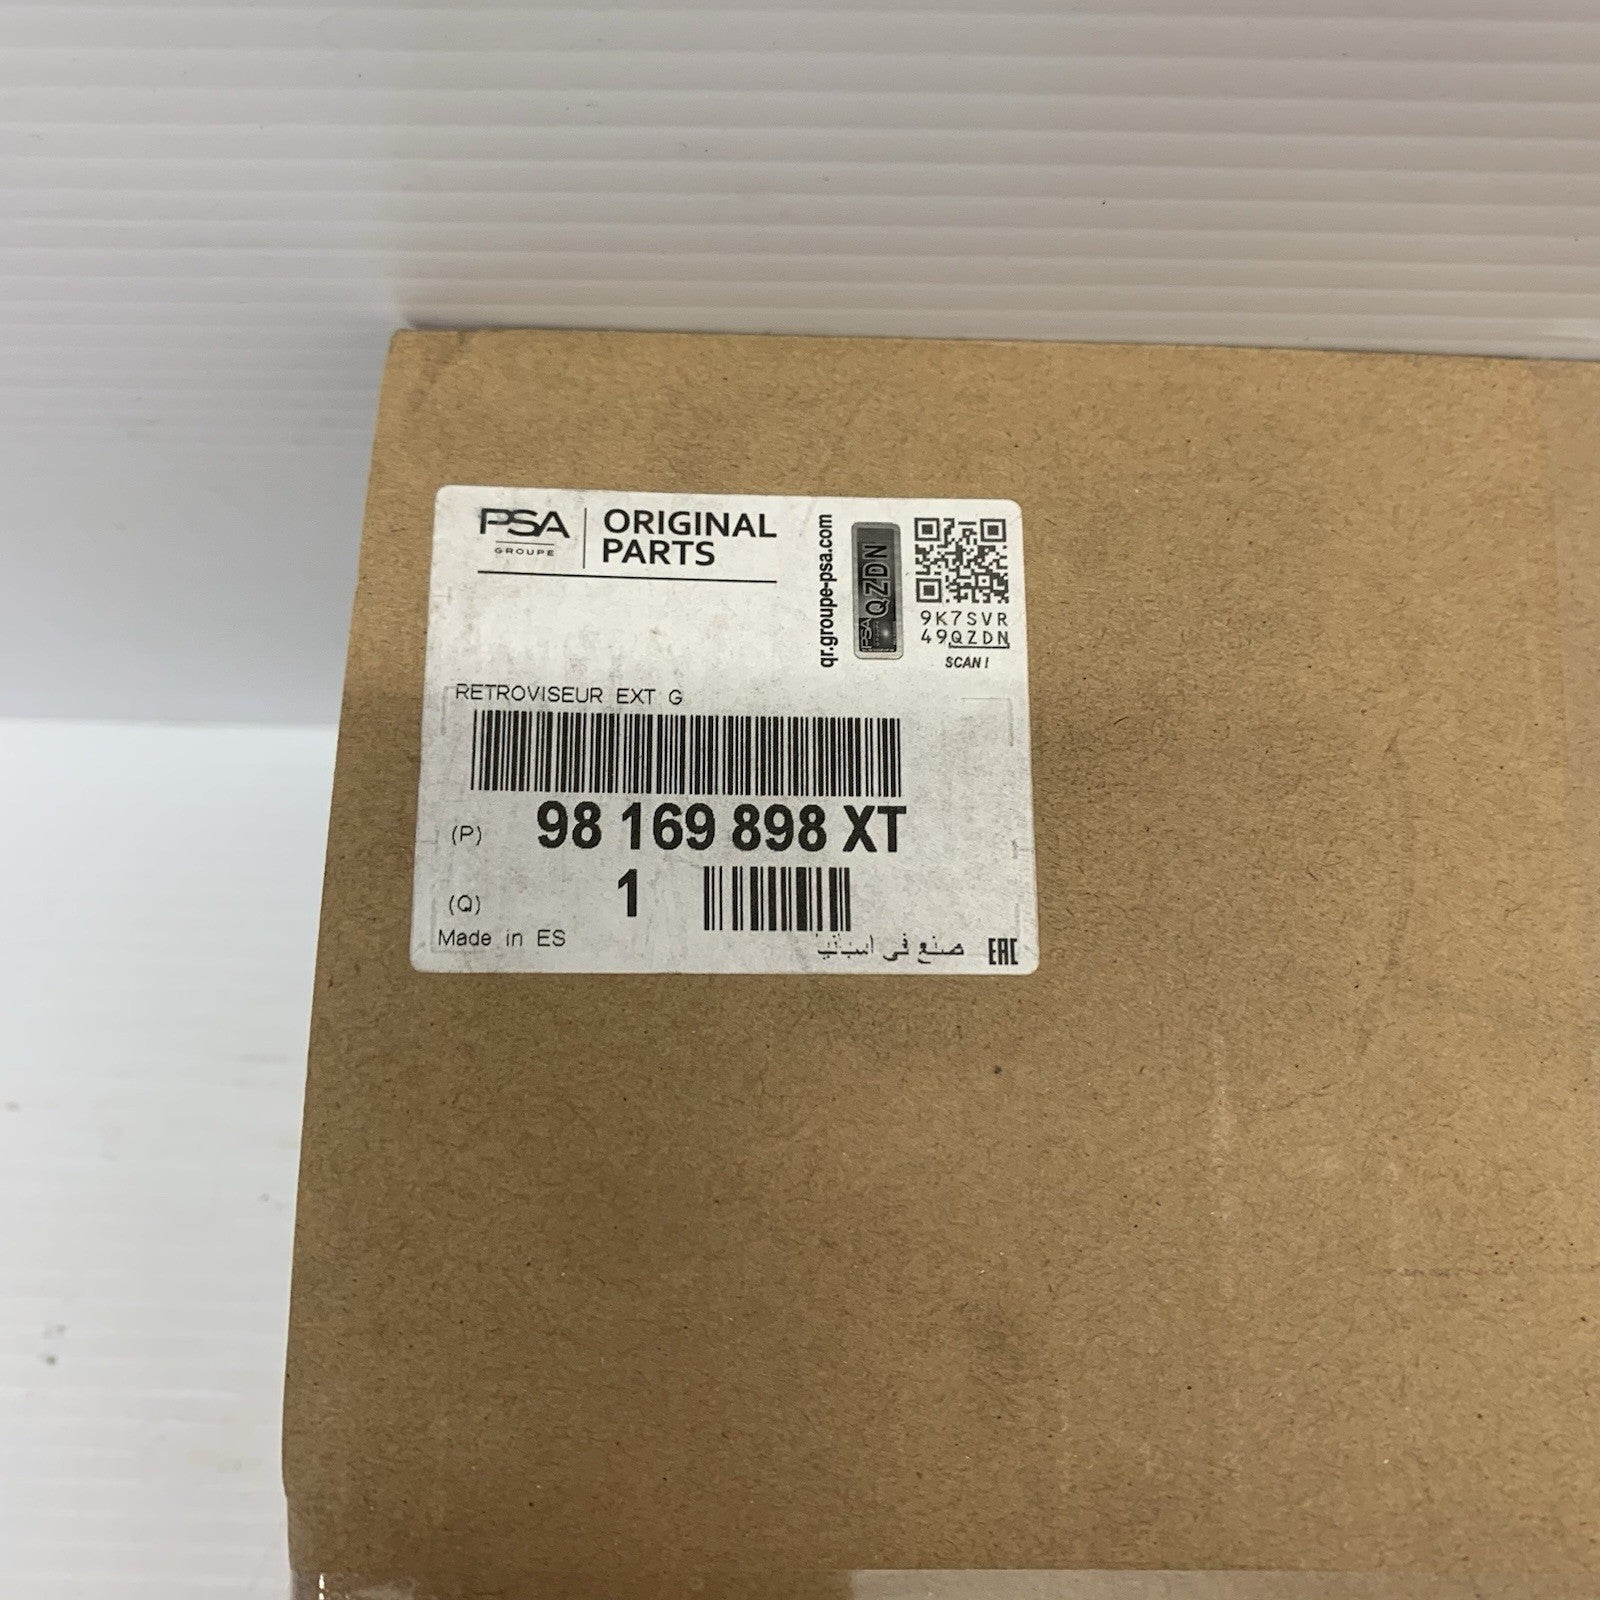 PSA
GROUPE
ORIGINAL
PARTS
qr.groupe-psa.com
PSA
GROUPE
QZDN
9K7SVR
49QZDN
SCAN !
RETROVISEUR EXT G
(P) 98 169 898 XT
(Q) 1
Made in ES
صنع في اسبانيا
EAC